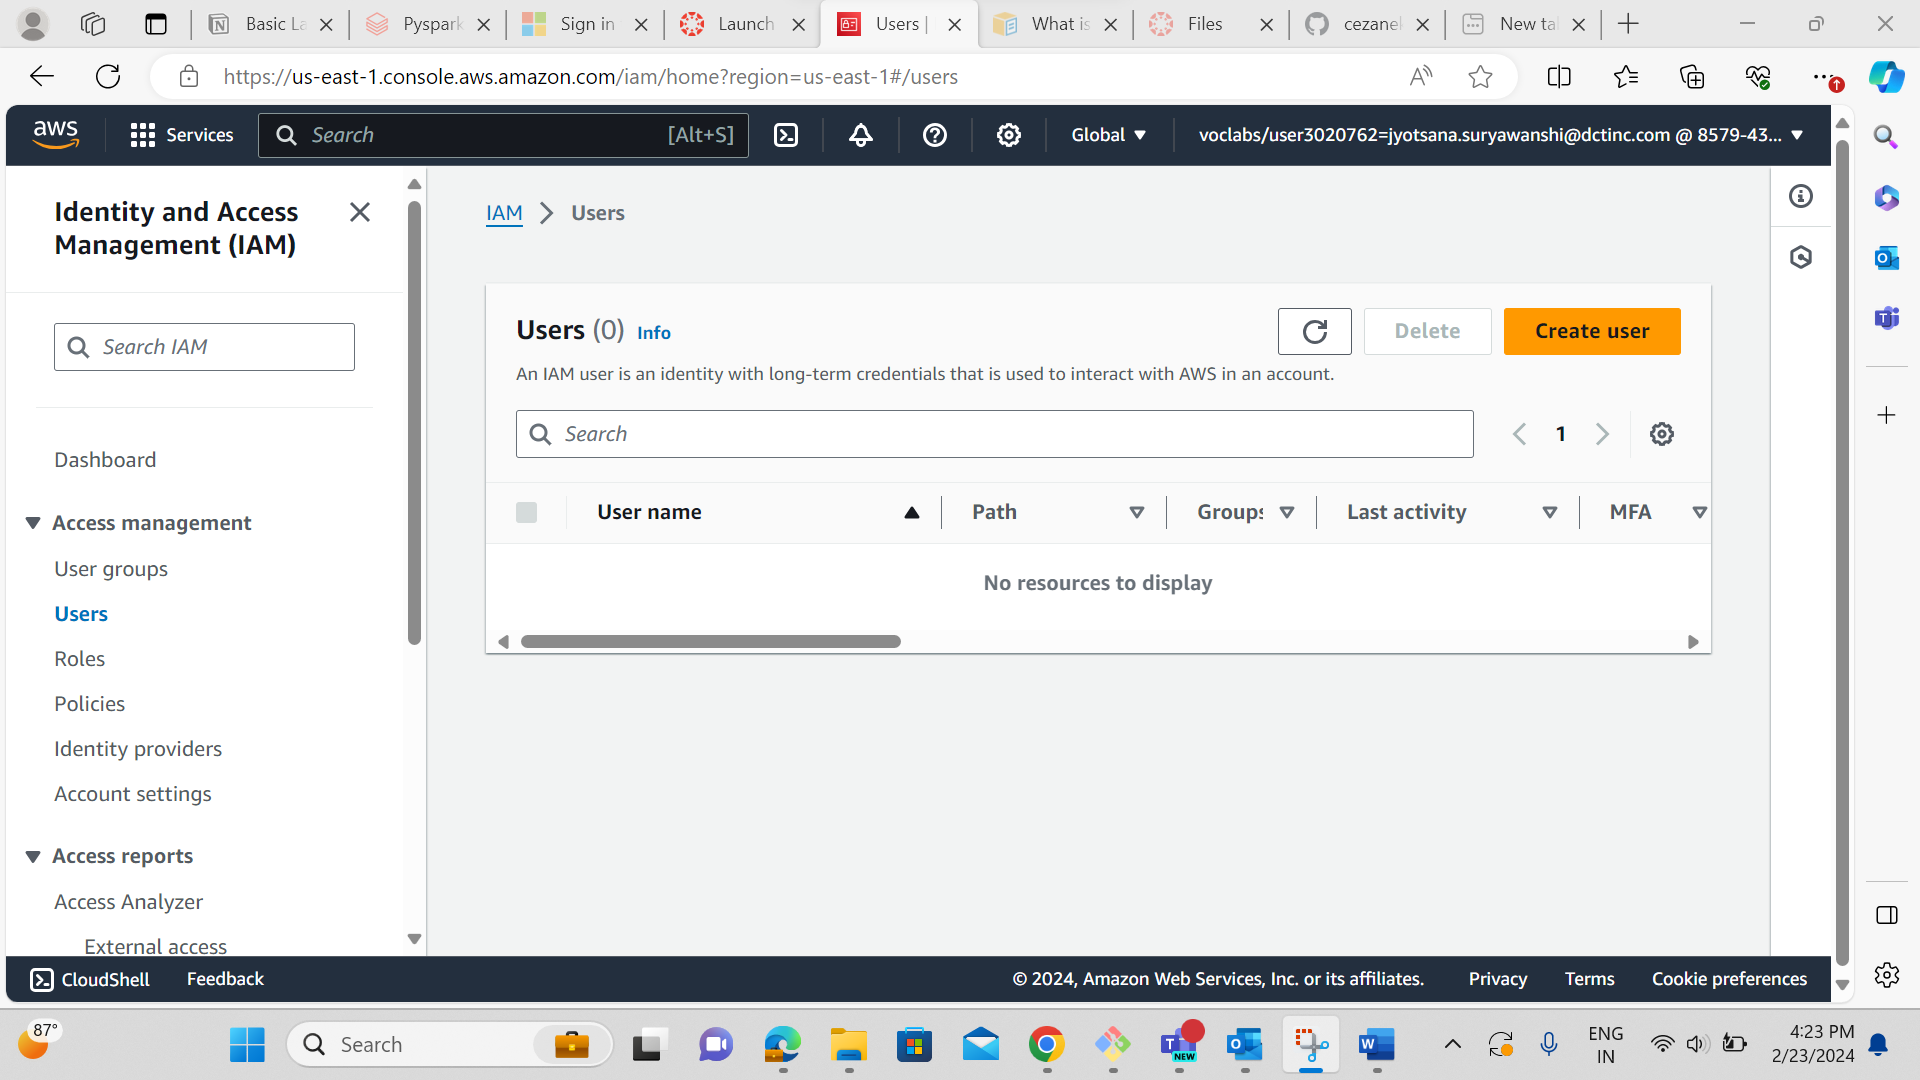 Basic La
Pyspark
Sign in
Launch
Users |
What is
Files
cezanel
New tab
https://us-east-1.console.aws.amazon.com/iam/home?region=us-east-1#/users
aws
Services
Search
[Alt+S]
Global
voclabs/user3020762=jyotsana.suryawanshi@dctinc.com @ 8579-43...
Identity and Access
Management (IAM)
Search IAM
Dashboard
Access management
User groups
Users
Roles
Policies
Identity providers
Account settings
Access reports
Access Analyzer
External access
IAM
Users
Users (0) Info
Delete
Create user
An IAM user is an identity with long-term credentials that is used to interact with AWS in an account.
Search
1
User name
Path
Groups
Last activity
MFA
No resources to display
CloudShell
Feedback
© 2024, Amazon Web Services, Inc. or its affiliates.
Privacy
Terms
Cookie preferences
87°
Search
NEW
ENG
IN
4:23 PM
2/23/2024